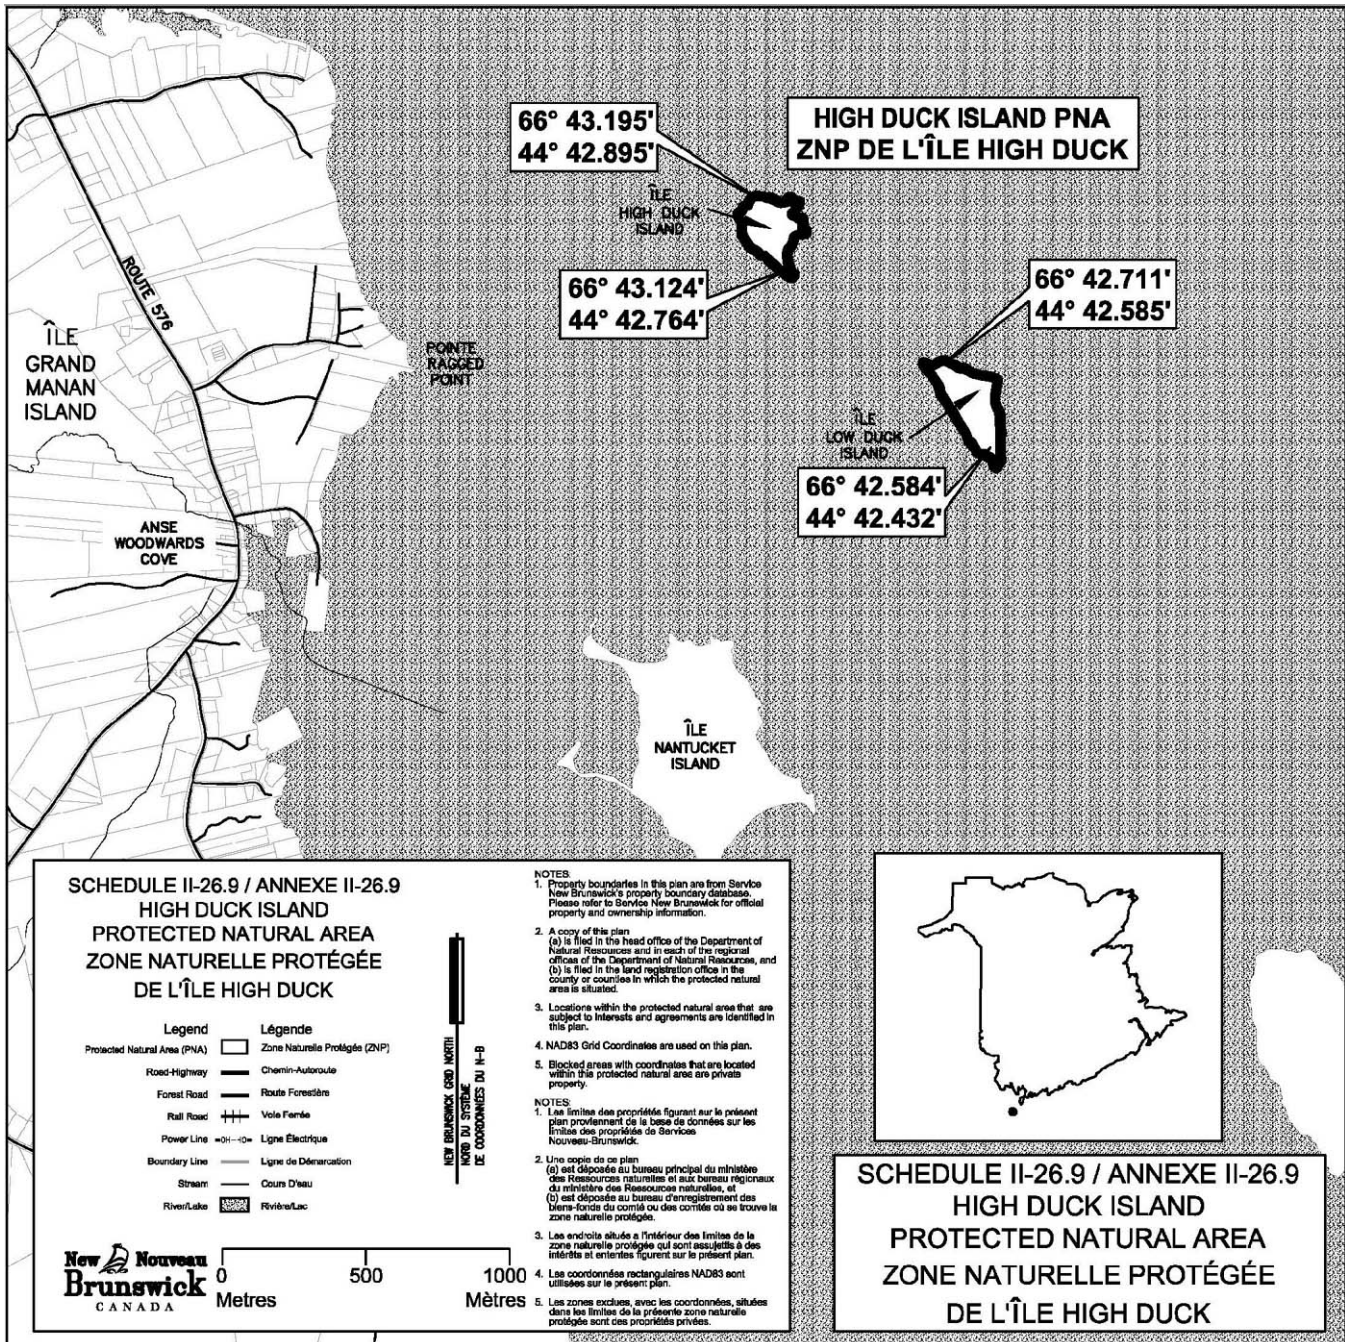 66° 43.195'
44° 42.895'
HIGH DUCK ISLAND PNA
ZNP DE L'ÎLE HIGH DUCK
ÎLE
HIGH DUCK
ISLAND
66° 43.124'
44° 42.764'
66° 42.711'
44° 42.585'
ROUTE 576
ÎLE
GRAND
MANAN
ISLAND
POINTE
RAGGED
POINT
ÎLE
LOW DUCK
ISLAND
66° 42.584'
44° 42.432'
ANSE
WOODWARDS
COVE
ÎLE
NANTUCKET
ISLAND
SCHEDULE II-26.9 / ANNEXE II-26.9
HIGH DUCK ISLAND
PROTECTED NATURAL AREA
ZONE NATURELLE PROTÉGÉE
DE L'ÎLE HIGH DUCK
Legend Légende
Protected Natural Area (PNA) Zone Naturelle Protégée (ZNP)
Road-Highway Chemin-Autoroute
Forest Road Route Forestière
Rail Road Voie Ferrée
Power Line Ligne Électrique
Boundary Line Ligne de Démarcation
Stream Cours D'eau
River/Lake Rivière/Lac
NEW BRUNSWICK GRID NORTH
NORD DU SYSTÈME
DE COORDONNÉES DU N-B
New Nouveau
Brunswick
CANADA
0 500 1000
Metres Mètres
NOTES:
1. Property boundaries in this plan are from Service
New Brunswick's property boundary database.
Please refer to Service New Brunswick for official
property and ownership information.
2. A copy of this plan
(a) is filed in the head office of the Department of
Natural Resources and in each of the regional
offices of the Department of Natural Resources, and
(b) is filed in the land registration office in the
county or counties in which the protected natural
area is situated.
3. Locations within the protected natural area that are
subject to interests and agreements are identified in
this plan.
4. NAD83 Grid Coordinates are used on this plan.
5. Blocked areas with coordinates that are located
within this protected natural area are private
property.
NOTES:
1. Les limites des propriétés figurant sur le présent
plan proviennent de la base de données sur les
limites des propriétés de Services
Nouveau-Brunswick.
2. Une copie de ce plan
(a) est déposée au bureau principal du ministère
des Ressources naturelles et aux bureau régionaux
du ministère des Ressources naturelles, et
(b) est déposée au bureau d'enregistrement des
biens-fonds du comté ou des comtés où se trouve la
zone naturelle protégée.
3. Les endroits situés a l'intérieur des limites de la
zone naturelle protégée qui sont assujettis à des
intérêts et ententes figurent sur le présent plan.
4. Les coordonnées rectangulaires NAD83 sont
utilisées sur le présent plan.
5. Les zones exclues, avec les coordonnées, situées
dans les limites de la présente zone naturelle
protégée sont des propriétés privées.
SCHEDULE II-26.9 / ANNEXE II-26.9
HIGH DUCK ISLAND
PROTECTED NATURAL AREA
ZONE NATURELLE PROTÉGÉE
DE L'ÎLE HIGH DUCK